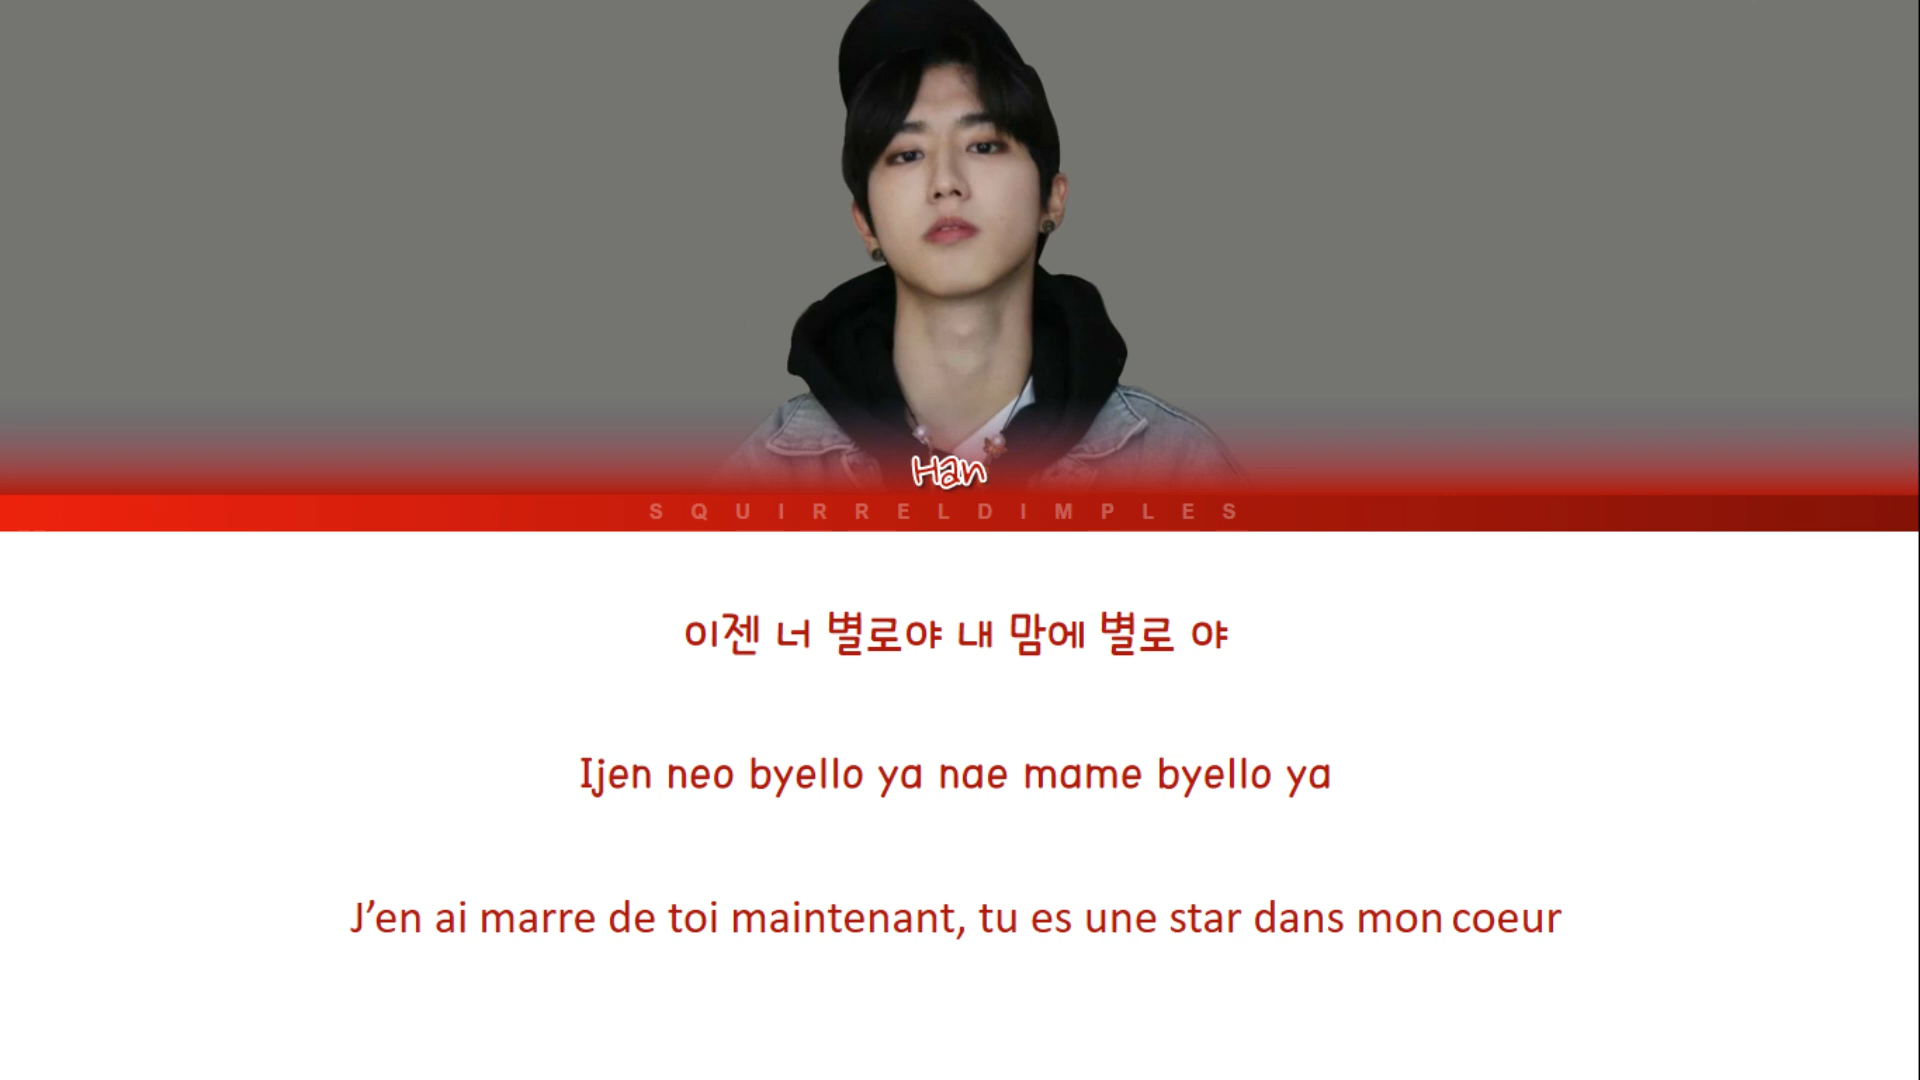 Han
SQUIRRELDIMPLES
이젠 너 별로야 내 맘에 별로 야
Ijen neo byello ya nae mame byello ya
J’en ai marre de toi maintenant, tu es une star dans mon coeur